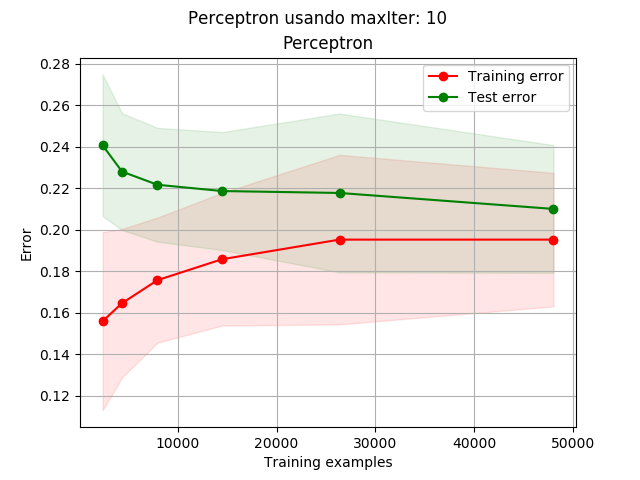 Perceptron usando maxIter: 10
Perceptron
Training error
Test error
0.28
0.26
0.24
0.22
0.20
0.18
0.16
0.14
0.12
Error
10000
20000
30000
40000
50000
Training examples